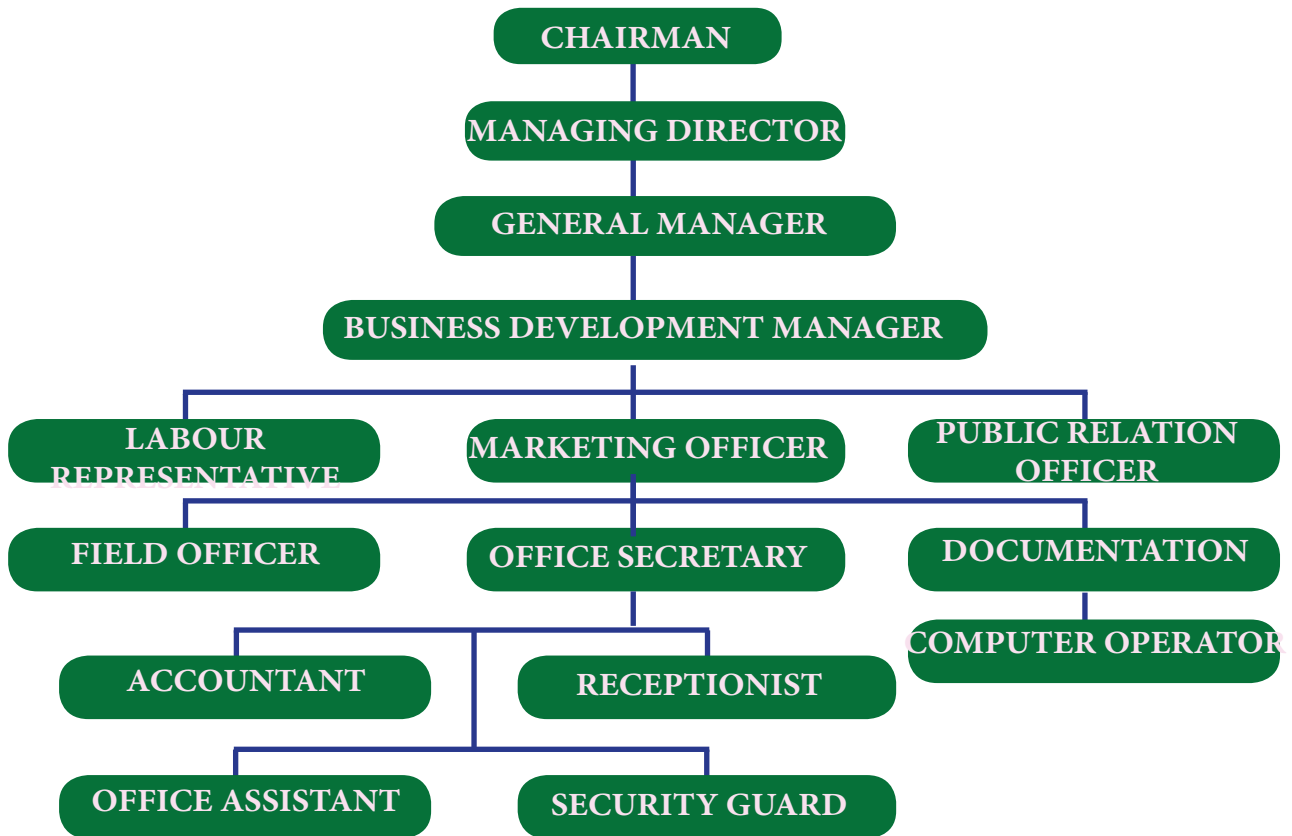 CHAIRMAN
MANAGING DIRECTOR
GENERAL MANAGER
BUSINESS DEVELOPMENT MANAGER
LABOUR
REPRESENTATIVE
MARKETING OFFICER
PUBLIC RELATION
OFFICER
FIELD OFFICER
OFFICE SECRETARY
DOCUMENTATION
COMPUTER OPERATOR
ACCOUNTANT
RECEPTIONIST
OFFICE ASSISTANT
SECURITY GUARD